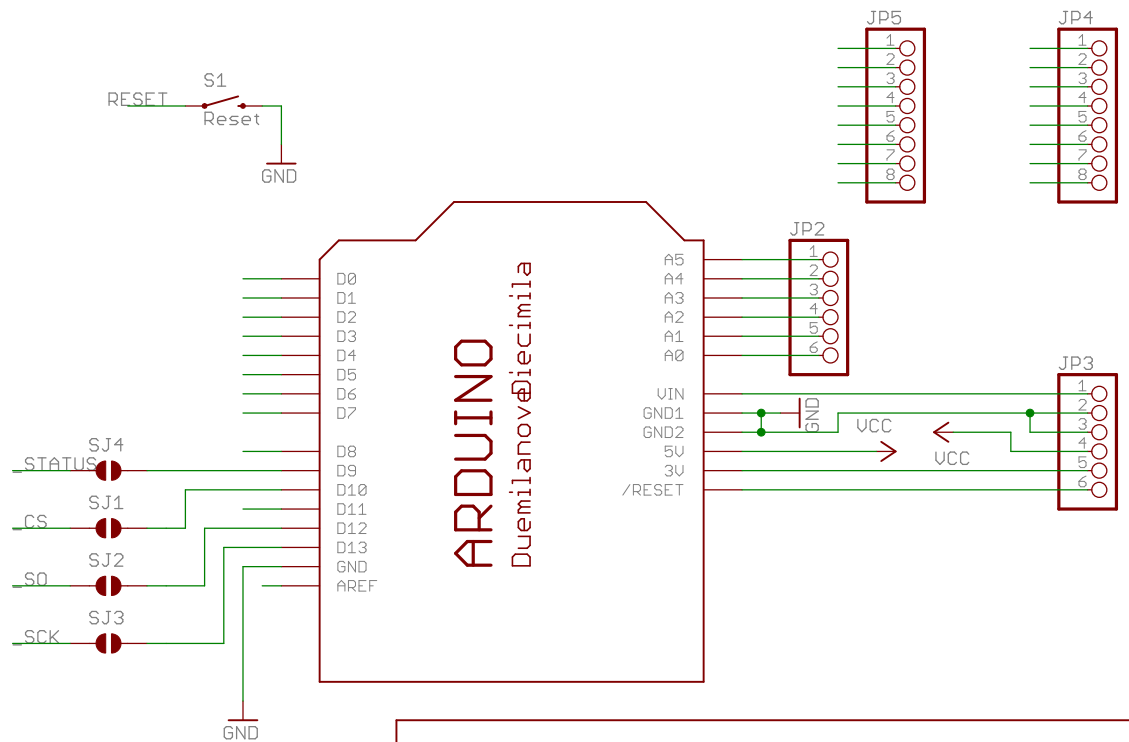 JP5
1
2
3
4
5
6
7
8
JP4
1
2
3
4
5
6
7
8
S1
RESET
Reset
GND
JP2
1
2
3
4
5
6
ARDUINO
Duemilanove
Diecimila
D0
D1
D2
D3
D4
D5
D6
D7
D8
D9
D10
D11
D12
D13
GND
AREF
A5
A4
A3
A2
A1
A0
VIN
GND1
GND2
5V
3V
/RESET
GND
VCC
VCC
JP3
1
2
3
4
5
6
SJ4
_STATUS
SJ1
_CS
SJ2
_SO
SJ3
_SCK
GND